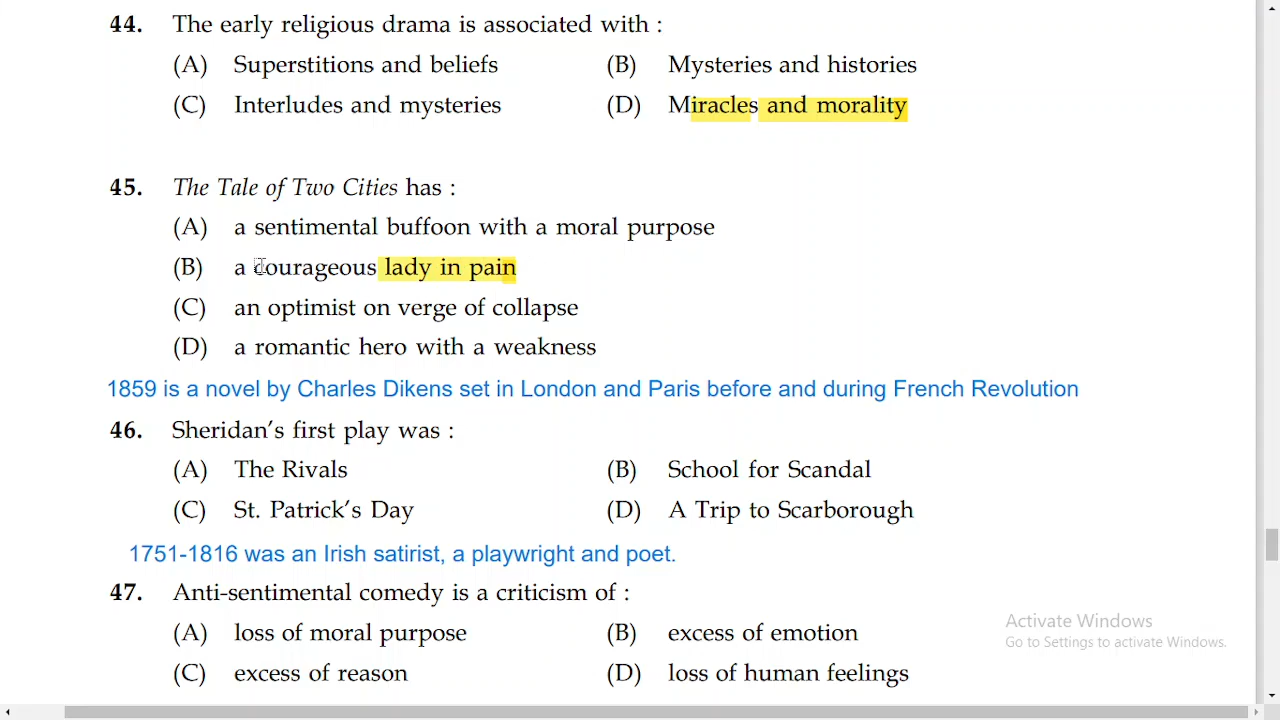 44. The early religious drama is associated with :
(A) Superstitions and beliefs (B) Mysteries and histories
(C) Interludes and mysteries (D) Miracles and morality
45. The Tale of Two Cities has :
(A) a sentimental buffoon with a moral purpose
(B) a courageous lady in pain
(C) an optimist on verge of collapse
(D) a romantic hero with a weakness
1859 is a novel by Charles Dikens set in London and Paris before and during French Revolution
46. Sheridan's first play was :
(A) The Rivals (B) School for Scandal
(C) St. Patrick's Day (D) A Trip to Scarborough
1751-1816 was an Irish satirist, a playwright and poet.
47. Anti-sentimental comedy is a criticism of :
(A) loss of moral purpose (B) excess of emotion
(C) excess of reason (D) loss of human feelings
Activate Windows
Go to Settings to activate Windows.